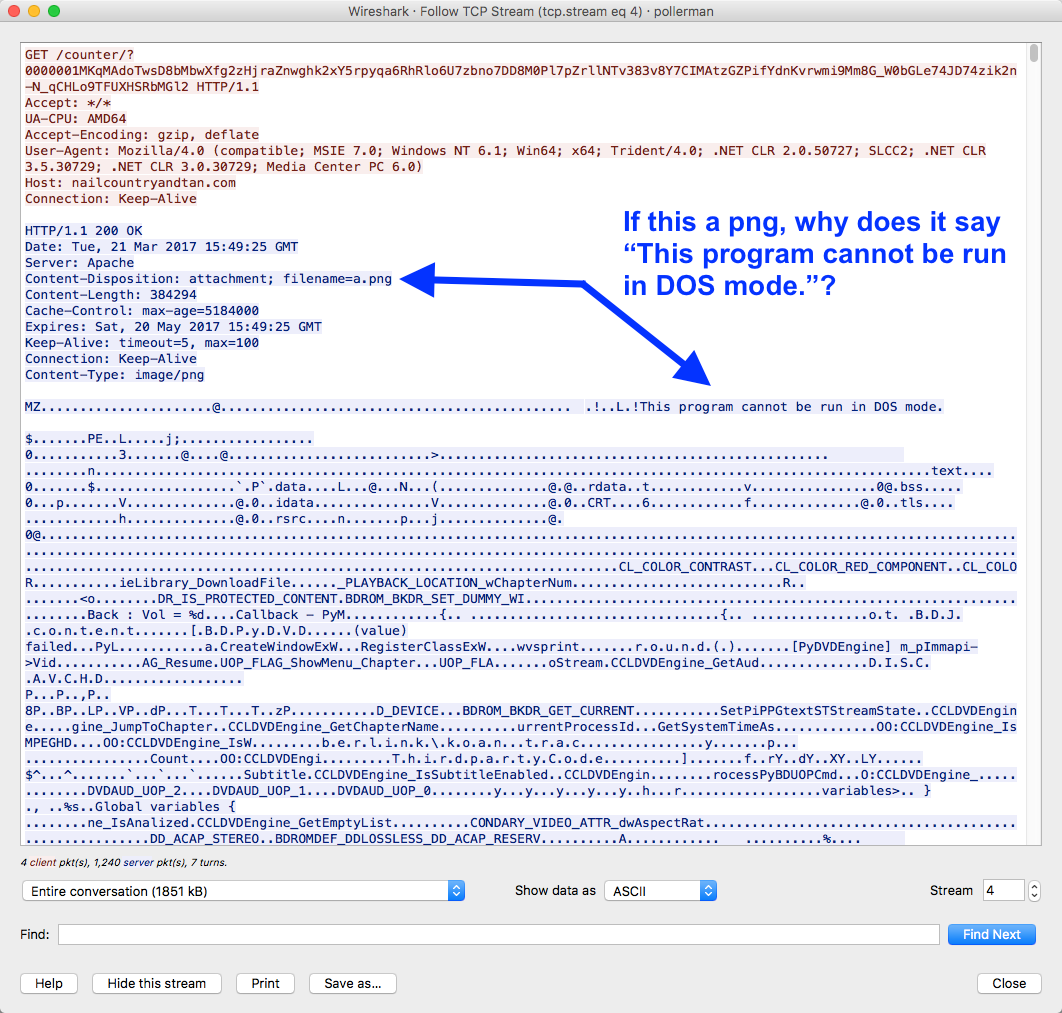 Wireshark · Follow TCP Stream (tcp.stream eq 4) · pollerman
GET /counter/?
0000001MKqMAdoTwsD8bMbwXfg2zHjraZnwghk2xY5rpyqa6RhRlo6U7zbno7DD8M0Pl7pZrllNTv383v8Y7CIMAtzGZPifYdnKvrwmi9Mm8G_W0bGLe74JD74zik2n
-N_qCHLo9TFUXHSRbMGl2 HTTP/1.1
Accept: */*
UA-CPU: AMD64
Accept-Encoding: gzip, deflate
User-Agent: Mozilla/4.0 (compatible; MSIE 7.0; Windows NT 6.1; Win64; x64; Trident/4.0; .NET CLR 2.0.50727; SLCC2; .NET CLR
3.5.30729; .NET CLR 3.0.30729; Media Center PC 6.0)
Host: nailcountryandtan.com
Connection: Keep-Alive
HTTP/1.1 200 OK
Date: Tue, 21 Mar 2017 15:49:25 GMT
Server: Apache
Content-Disposition: attachment; filename=a.png
Content-Length: 384294
Cache-Control: max-age=5184000
Expires: Sat, 20 May 2017 15:49:25 GMT
Keep-Alive: timeout=5, max=100
Connection: Keep-Alive
Content-Type: image/png
If this a png, why does it say
“This program cannot be run
in DOS mode.”?
MZ......................@............................................. .!..L.!This program cannot be run in DOS mode.
$.......PE..L.....j;.................
0...........3.......@....@..........................>.................................................
.........n..........................................................................................................text....
0.......$..................`.P`.data....L...@...N...(..............@.@..rdata..t............v................0@.bss.....
0...p.......V..............@.0..idata...............V..............@.0..CRT....6............f..............@.0..tls....
............h..............@.0..rsrc....n.......p...j..............@.
0@..............................................................................................................................
................................................................................................................................
...........................................................................CL_COLOR_CONTRAST...CL_COLOR_RED_COMPONENT..CL_COLO
R...........ieLibrary_DownloadFile......._PLAYBACK_LOCATION_wChapterNum...........................R..
.......<o.........DR_IS_PROTECTED_CONTENT.BDROM_BKDR_SET_DUMMY_WI...............................................................
........Back : Vol = %d....Callback - PyM............{.. ................................{.. ...............o.t. .B.D.J.
.c.o.n.t.e.n.t.......[.B.D.P.y.D.V.D......(value)
failed...PyL...........a.CreateWindowExW...RegisterClassExW....wvsprint.......r.o.u.n.d.(.).......[PyDVDEngine] m_pImmapi-
>Vid...........AG_Resume.UOP_FLAG_ShowMenu_Chapter...UOP_FLA.......oStream.CCLDVDEngine_GetAud..............D.I.S.C.
.A.V.C.H.D..................
P...P..,P..
8P..BP..LP..VP..dP...T...T...T..zP...........D_DEVICE...BDROM_BKDR_GET_CURRENT...........SetPiPPGtextSTStreamState..CCLDVDEngin
e.....gine_JumpToChapter..CCLDVDEngine_GetChapterName..........urrentProcessId...GetSystemTimeAs.............OO:CCLDVDEngine_Is
MPEGHD....OO:CCLDVDEngine_IsW.........b.e.r.l.i.n.k.\.k.o.a.n...t.r.a.c................y.......p...
................Count....OO:CCLDVDEngi........T.h.i.r.d.p.a.r.t.y.C.o.d.e..........].......f..rY..dY..XY..LY......
$^...^.......`...`...`......Subtitle.CCLDVDEngine_IsSubtitleEnabled..CCLDVDEngin........rocessPyBDUOPCmd...O:CCLDVDEngine_.....
...........DVDAUD_UOP_2....DVDAUD_UOP_1....DVDAUD_UOP_0........y...y....y...y...h...r..................variables>.. }
., ..%s..Global variables {
........ne_IsAnalized.CCLDVDEngine_GetEmptyList..........CONDARY_VIDEO_ATTR_dwAspectRat.......................................
................DD_ACAP_STEREO..BDROMDEF_DDLOSSLESS_DD_ACAP_RESERV..........A............ ..........%....
4 client pkt(s), 1,240 server pkt(s), 7 turns.
Entire conversation (1851 kB)
Show data as
ASCII
Stream
4
Find:
Find Next
Help
Hide this stream
Print
Save as...
Close